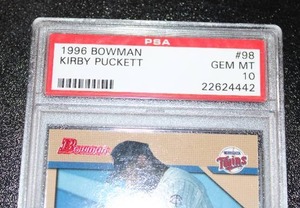 PSA
1996 BOWMAN #98
KIRBY PUCKETT GEM MT
10
22624442
Bowman
Twins